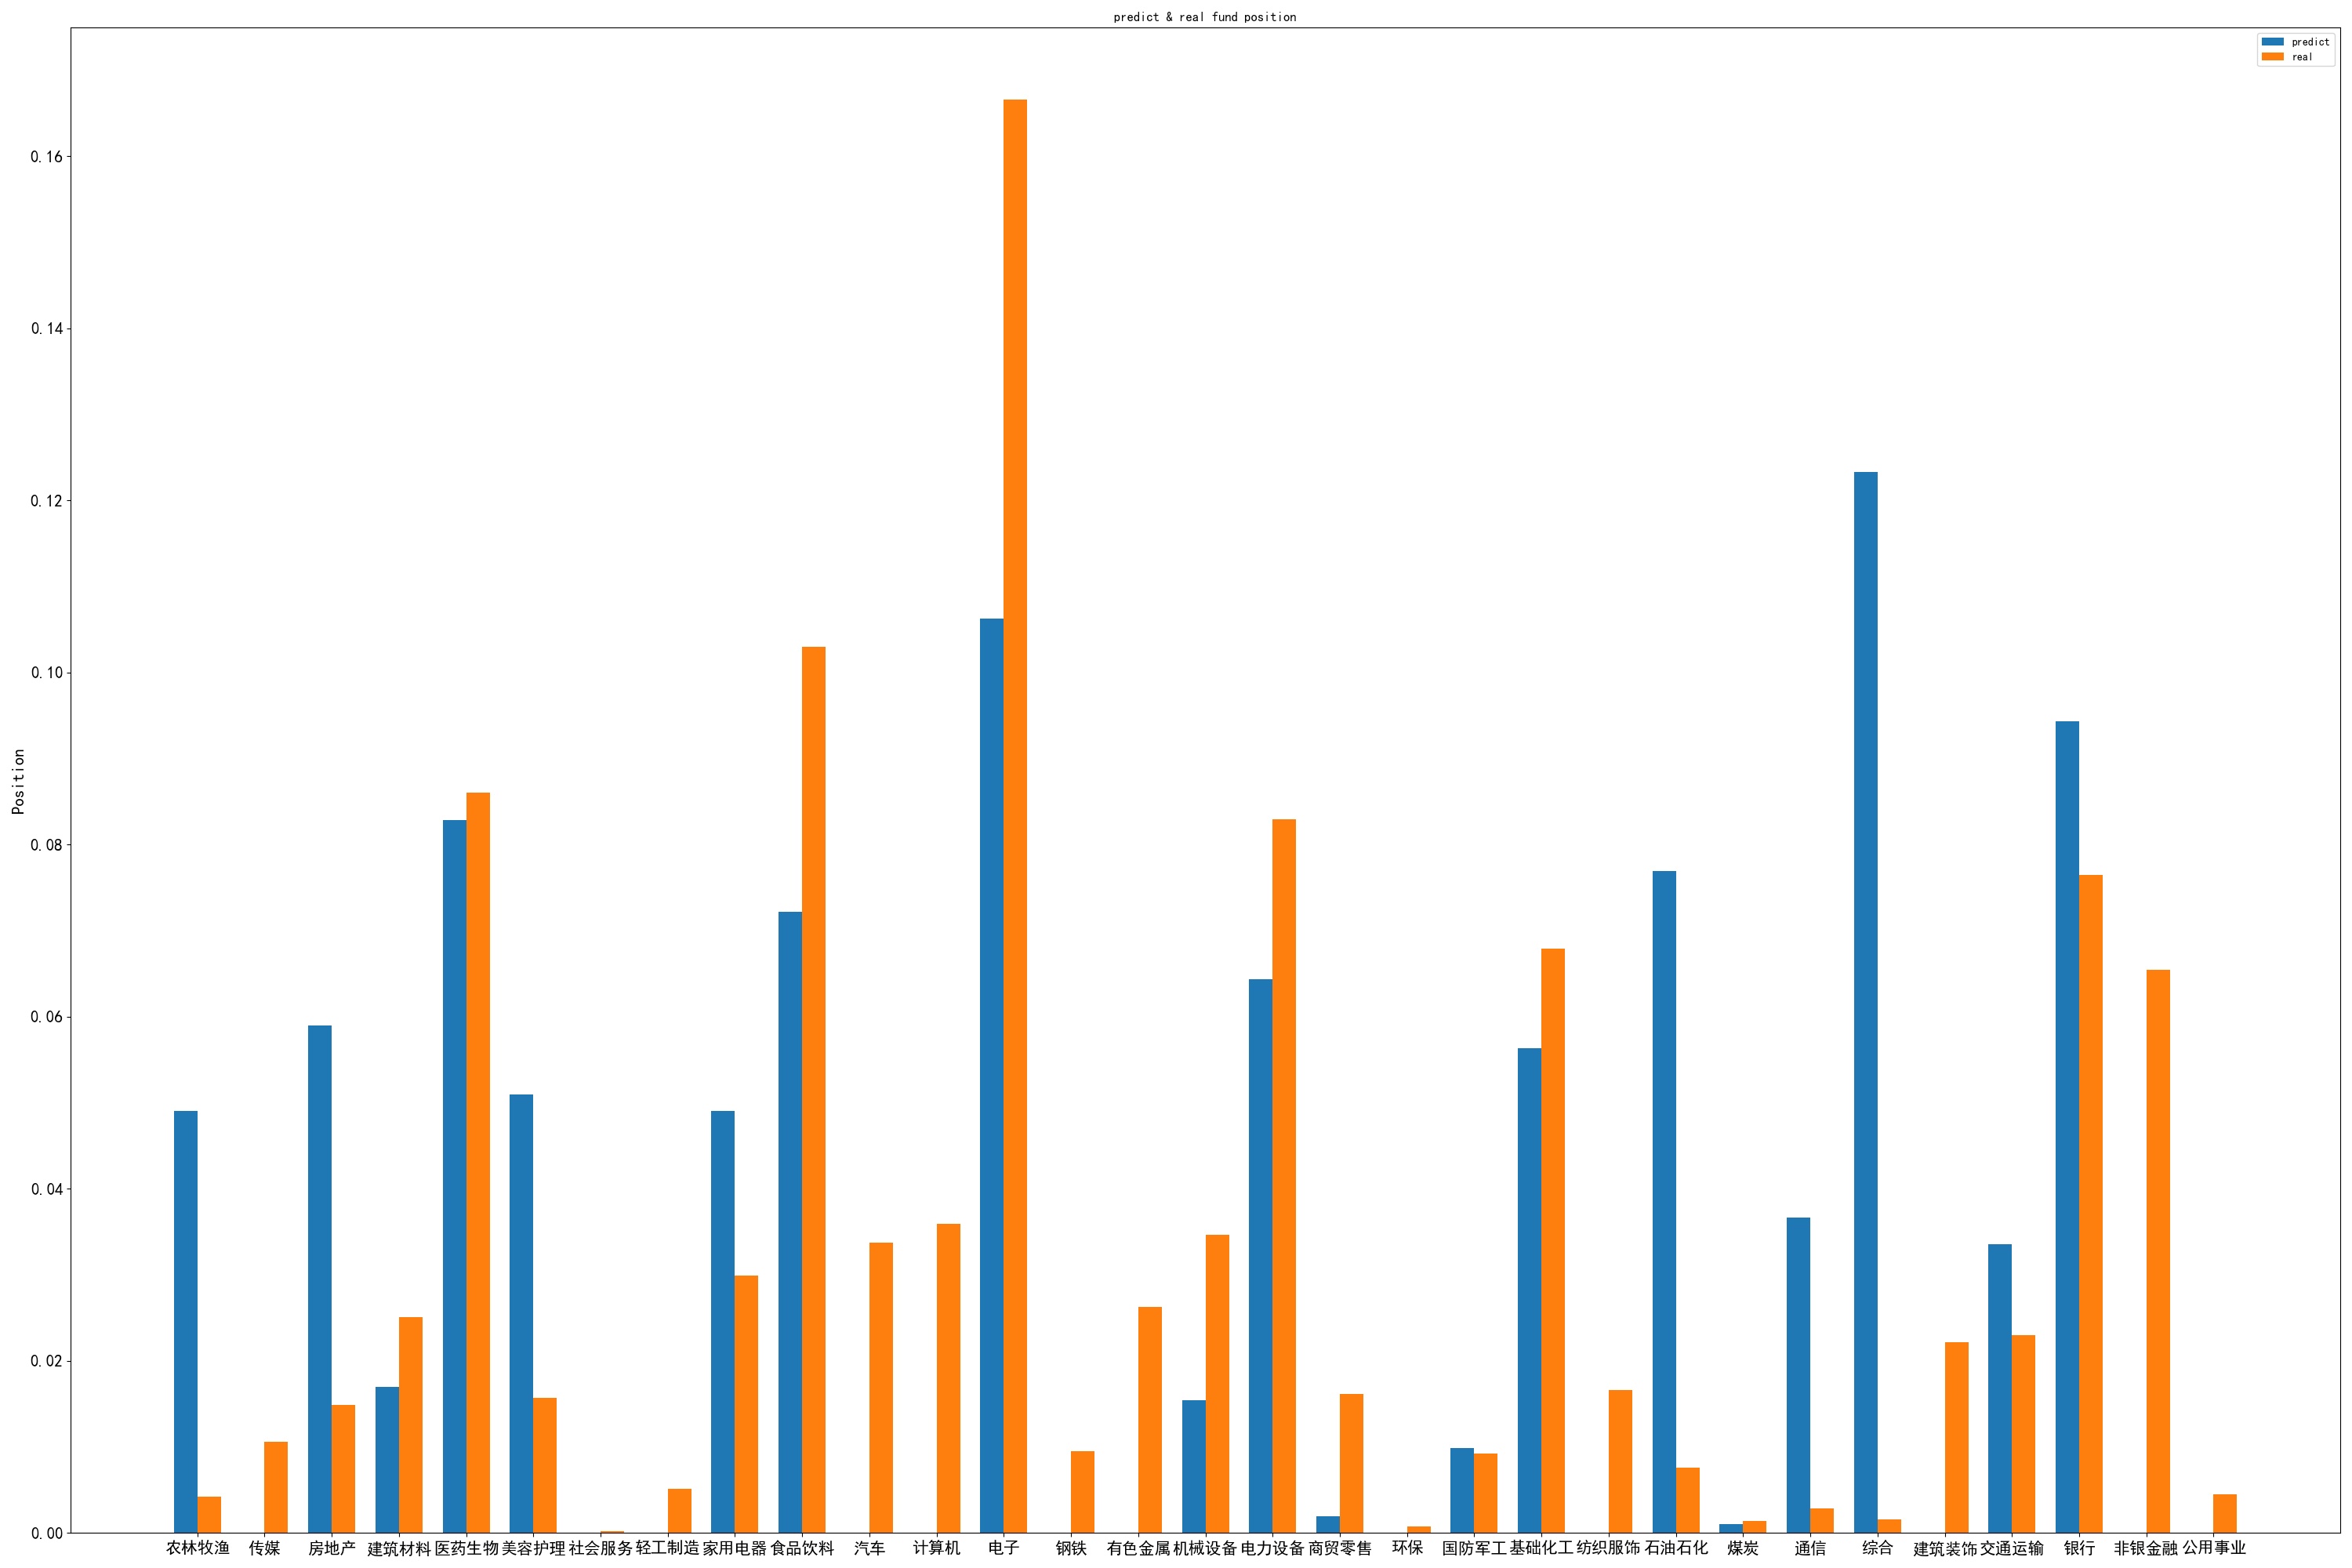 predict & real fund position
predict
real
Position
0.16
0.14
0.12
0.10
0.08
0.06
0.04
0.02
0.00
农林牧渔 传媒 房地产 建筑材料 医药生物 美容护理 社会服务 轻工制造 家用电器 食品饮料 汽车 计算机 电子 钢铁 有色金属 机械设备 电力设备 商贸零售 环保 国防军工 基础化工 纺织服饰 石油石化 煤炭 通信 综合 建筑装饰 交通运输 银行 非银金融 公用事业